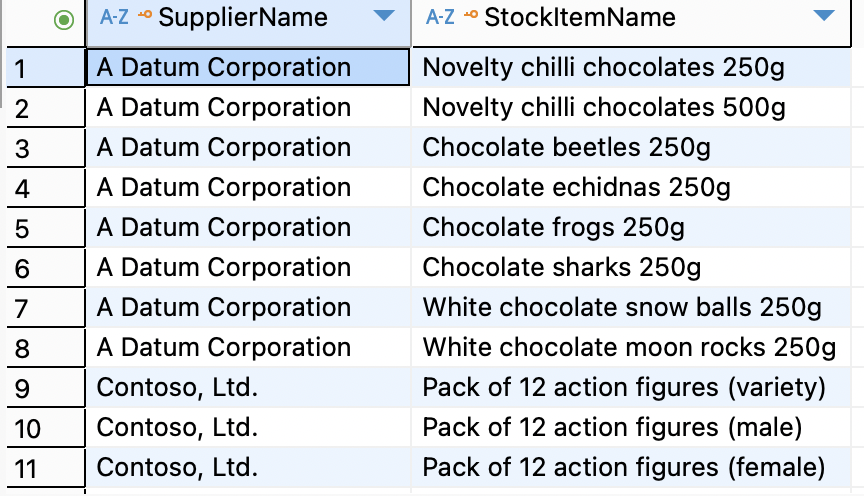 A-Z SupplierName A-Z StockItemName
1 A Datum Corporation Novelty chilli chocolates 250g
2 A Datum Corporation Novelty chilli chocolates 500g
3 A Datum Corporation Chocolate beetles 250g
4 A Datum Corporation Chocolate echidnas 250g
5 A Datum Corporation Chocolate frogs 250g
6 A Datum Corporation Chocolate sharks 250g
7 A Datum Corporation White chocolate snow balls 250g
8 A Datum Corporation White chocolate moon rocks 250g
9 Contoso, Ltd. Pack of 12 action figures (variety)
10 Contoso, Ltd. Pack of 12 action figures (male)
11 Contoso, Ltd. Pack of 12 action figures (female)